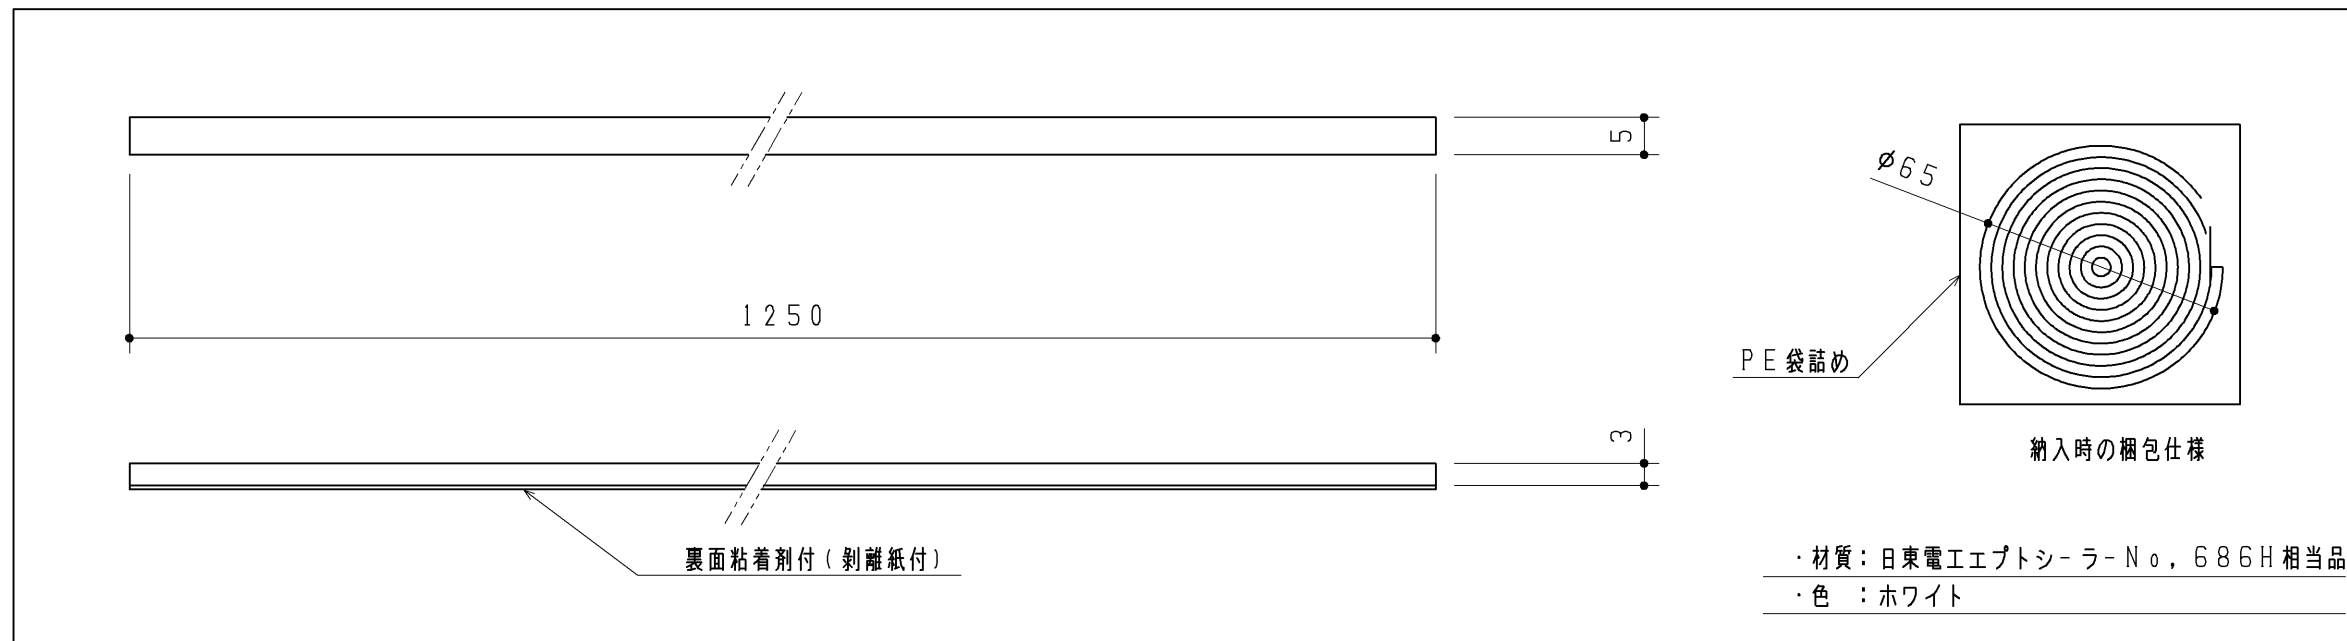 5
φ65
1250
PE袋詰め
3
納入時の梱包仕様
裏面粘着剤付(剝離紙付)
・材質:日東電工エプトシーラーNo,686H相当品
・色 :ホワイト